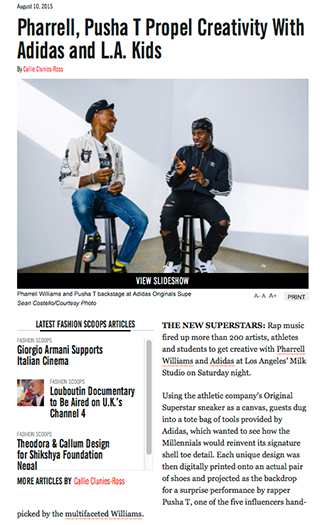 August 10, 2015
Pharrell, Pusha T Propel Creativity With
Adidas and L.A. Kids
By Callie Clunies-Ross
VIEW SLIDESHOW
Pharrell Williams and Pusha T backstage at Adidas Originals Supe
Sean Costello/Courtesy Photo
A- A A+
PRINT
LATEST FASHION SCOOPS ARTICLES
FASHION SCOOPS
Giorgio Armani Supports
Italian Cinema
FASHION SCOOPS
Louboutin Documentary
to Be Aired on U.K.'s
Channel 4
FASHION SCOOPS
Theodora & Callum Design
for Shikshya Foundation
Nepal
MORE ARTICLES BY Callie Clunies-Ross
THE NEW SUPERSTARS: Rap music
fired up more than 200 artists, athletes
and students to get creative with Pharrell
Williams and Adidas at Los Angeles' Milk
Studio on Saturday night.
Using the athletic company's Original
Superstar sneaker as a canvas, guests dug
into a tote bag of tools provided by
Adidas, which wanted to see how the
Millennials would reinvent its signature
shell toe detail. Each unique design was
then digitally printed onto an actual pair
of shoes and projected as the backdrop
for a surprise performance by rapper
Pusha T, one of the five influencers hand-
picked by the multifaceted Williams.